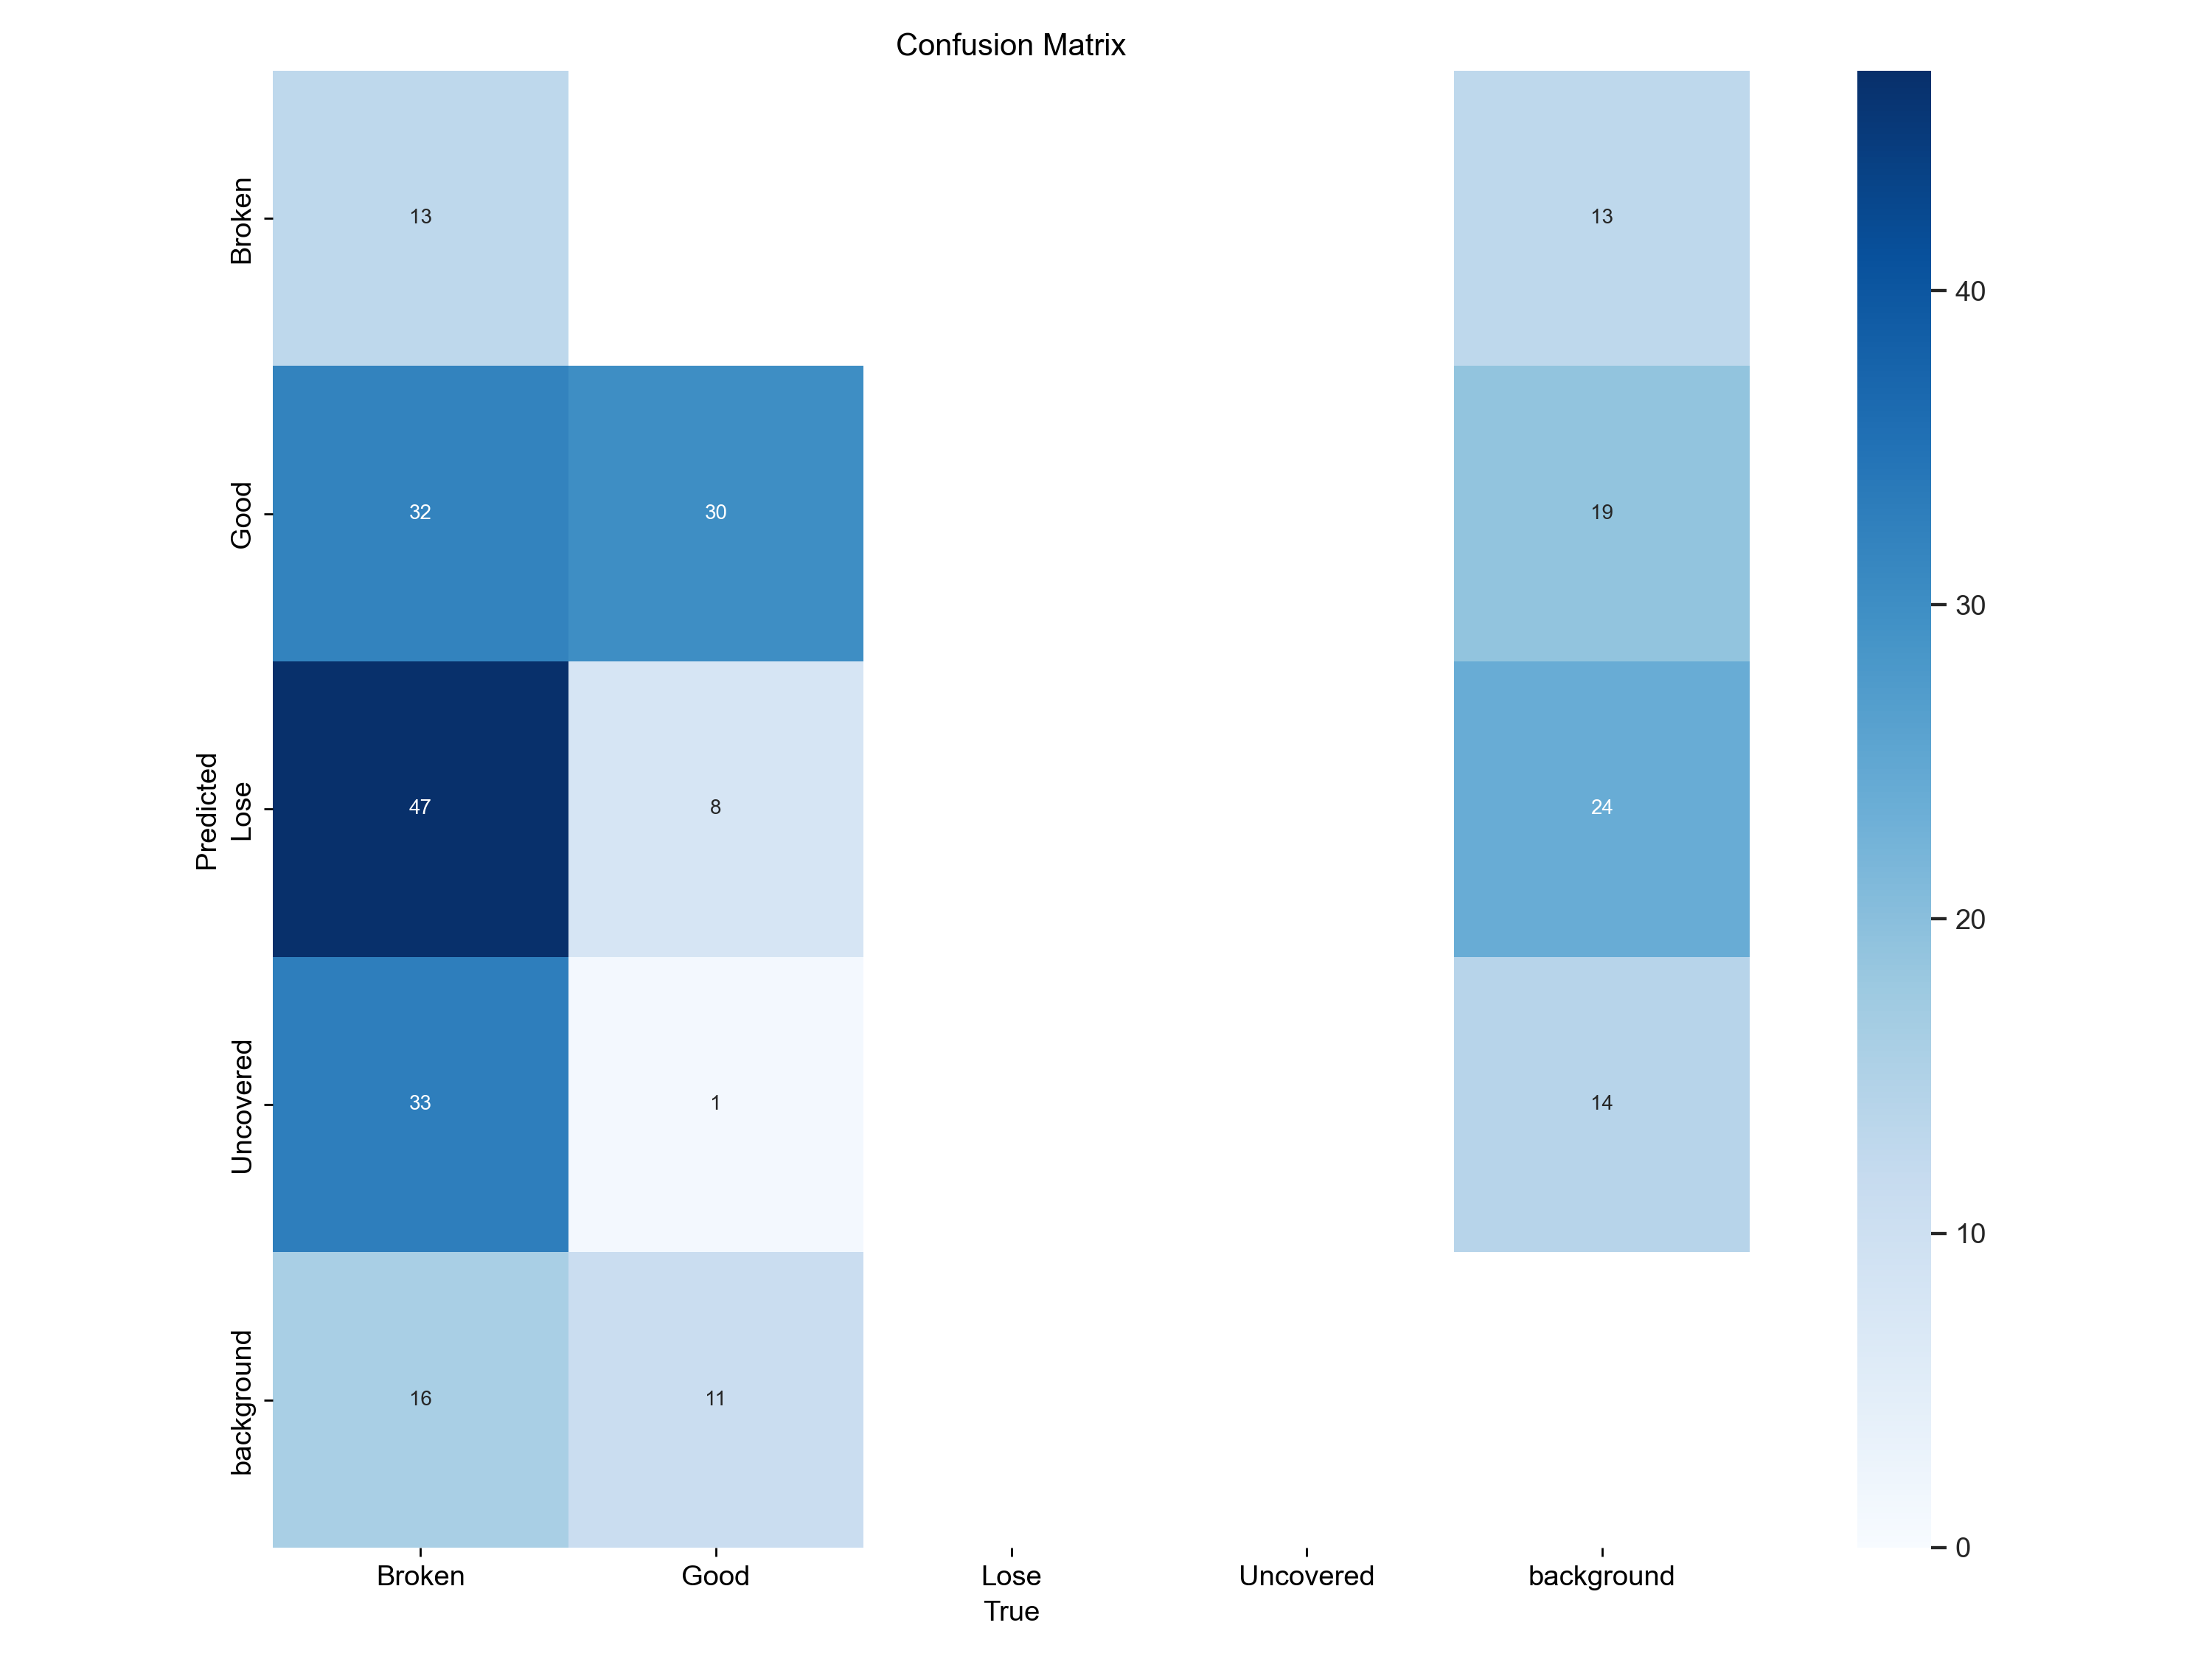 Confusion Matrix
Broken
13
13
40
Good
32
30
19
30
Predicted
Lose
47
8
24
20
Uncovered
33
1
14
10
background
16
11
0
Broken
Good
Lose
Uncovered
background
True